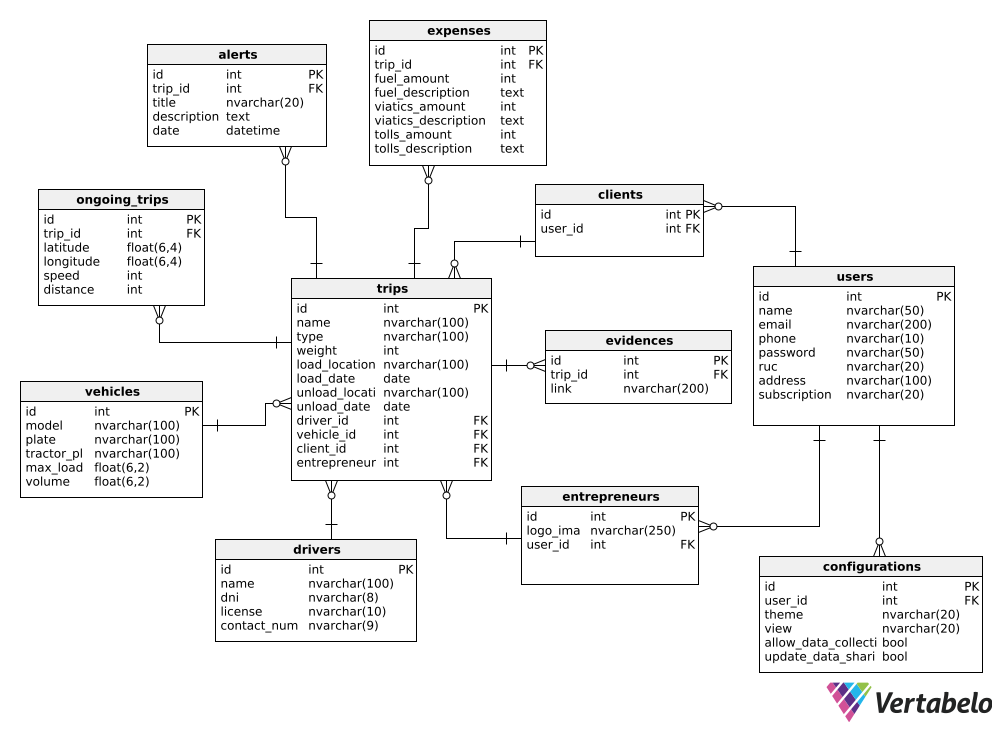 expenses
id int PK
trip_id int FK
fuel_amount int
fuel_description text
viatics_amount int
viatics_description text
tolls_amount int
tolls_description text
alerts
id int PK
trip_id int FK
title nvarchar(20)
description text
date datetime
clients
id int PK
user_id int FK
ongoing_trips
id int PK
trip_id int FK
latitude float(6,4)
longitude float(6,4)
speed int
distance int
users
id int PK
name nvarchar(50)
email nvarchar(200)
phone nvarchar(10)
password nvarchar(50)
ruc nvarchar(20)
address nvarchar(100)
subscription nvarchar(20)
trips
id int PK
name nvarchar(100)
type nvarchar(100)
weight int
load_location nvarchar(100)
load_date date
unload_locati nvarchar(100)
unload_date date
driver_id int FK
vehicle_id int FK
client_id int FK
entrepreneur int FK
evidences
id int PK
trip_id int FK
link nvarchar(200)
vehicles
id int PK
model nvarchar(100)
plate nvarchar(100)
tractor_pl nvarchar(100)
max_load float(6,2)
volume float(6,2)
entrepreneurs
id int PK
logo_ima nvarchar(250)
user_id int FK
drivers
id int PK
name nvarchar(100)
dni nvarchar(8)
license nvarchar(10)
contact_num nvarchar(9)
configurations
id int PK
user_id int FK
theme nvarchar(20)
view nvarchar(20)
allow_data_collecti bool
update_data_shari bool
Vertabelo